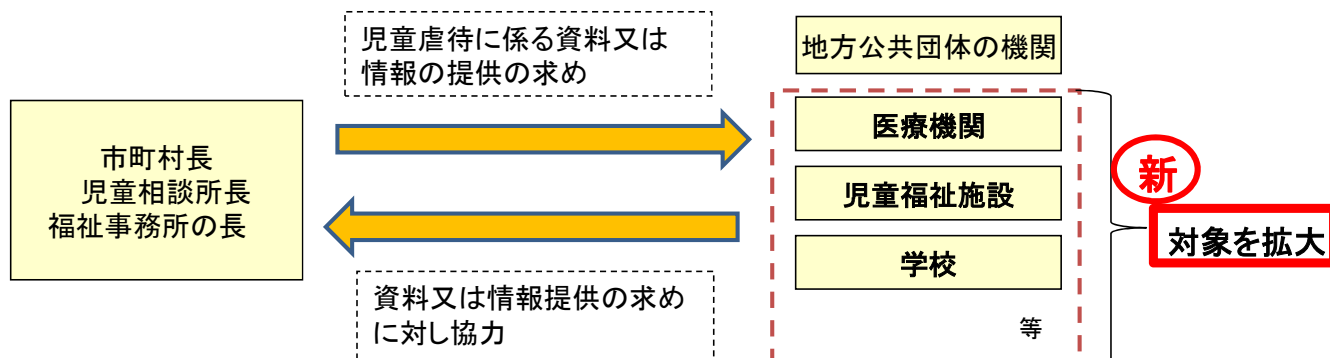 児童虐待に係る資料又は
情報の提供の求め
地方公共団体の機関
市町村長
児童相談所長
福祉事務所の長
医療機関
児童福祉施設
学校
等
新
対象を拡大
資料又は情報提供の求め
に対し協力